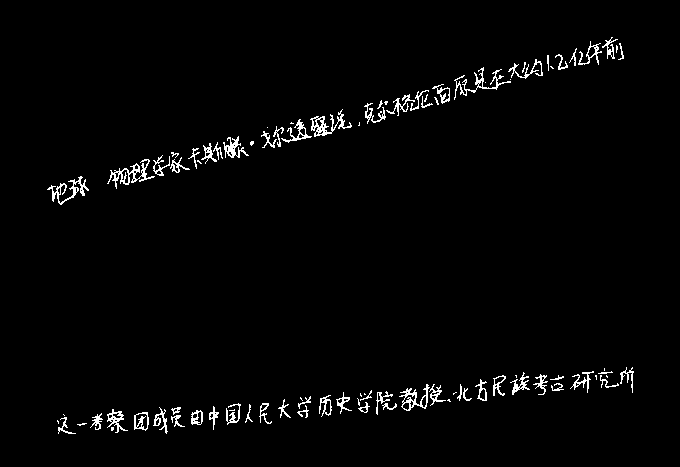 地球 物理学家卡斯腾·戈尔透露说,克尔格伦高原是在大约1.2亿年前
这一考察团成员由中国人民大学历史学院教授、北方民族考古研究所